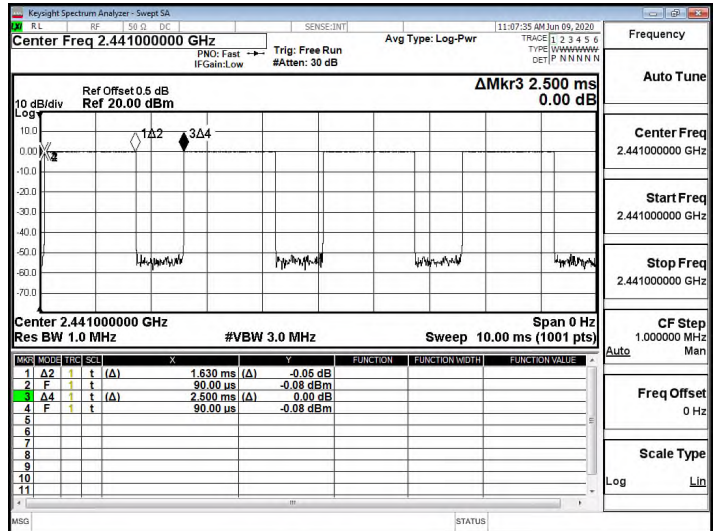 Keysight Spectrum Analyzer - Swept SA
LXI RL RF 50 Ω DC SENSE:INT 11:07:35 AM Jun 09, 2020
Center Freq 2.441000000 GHz
PNO: Fast
IFGain:Low
Trig: Free Run
#Atten: 30 dB
Avg Type: Log-Pwr
TRACE 1 2 3 4 5 6
TYPE WWWWWW
DET P N N N N N
Ref Offset 0.5 dB
Ref 20.00 dBm
10 dB/div
Log
ΔMkr3 2.500 ms
0.00 dB
10.0
0.00
-10.0
-20.0
-30.0
-40.0
-50.0
-60.0
-70.0
1Δ2
3Δ4
Center 2.441000000 GHz
Span 0 Hz
Res BW 1.0 MHz
#VBW 3.0 MHz
Sweep 10.00 ms (1001 pts)
MKR MODE TRC SCL X Y FUNCTION FUNCTION WIDTH FUNCTION VALUE
1 Δ2 1 t (Δ) 1.630 ms (Δ) -0.05 dB
2 F 1 t 90.00 µs -0.08 dBm
3 Δ4 1 t (Δ) 2.500 ms (Δ) 0.00 dB
4 F 1 t 90.00 µs -0.08 dBm
5
6
7
8
9
10
11
MSG
STATUS
Frequency
Auto Tune
Center Freq
2.441000000 GHz
Start Freq
2.441000000 GHz
Stop Freq
2.441000000 GHz
CF Step
1.000000 MHz
Auto Man
Freq Offset
0 Hz
Scale Type
Log Lin